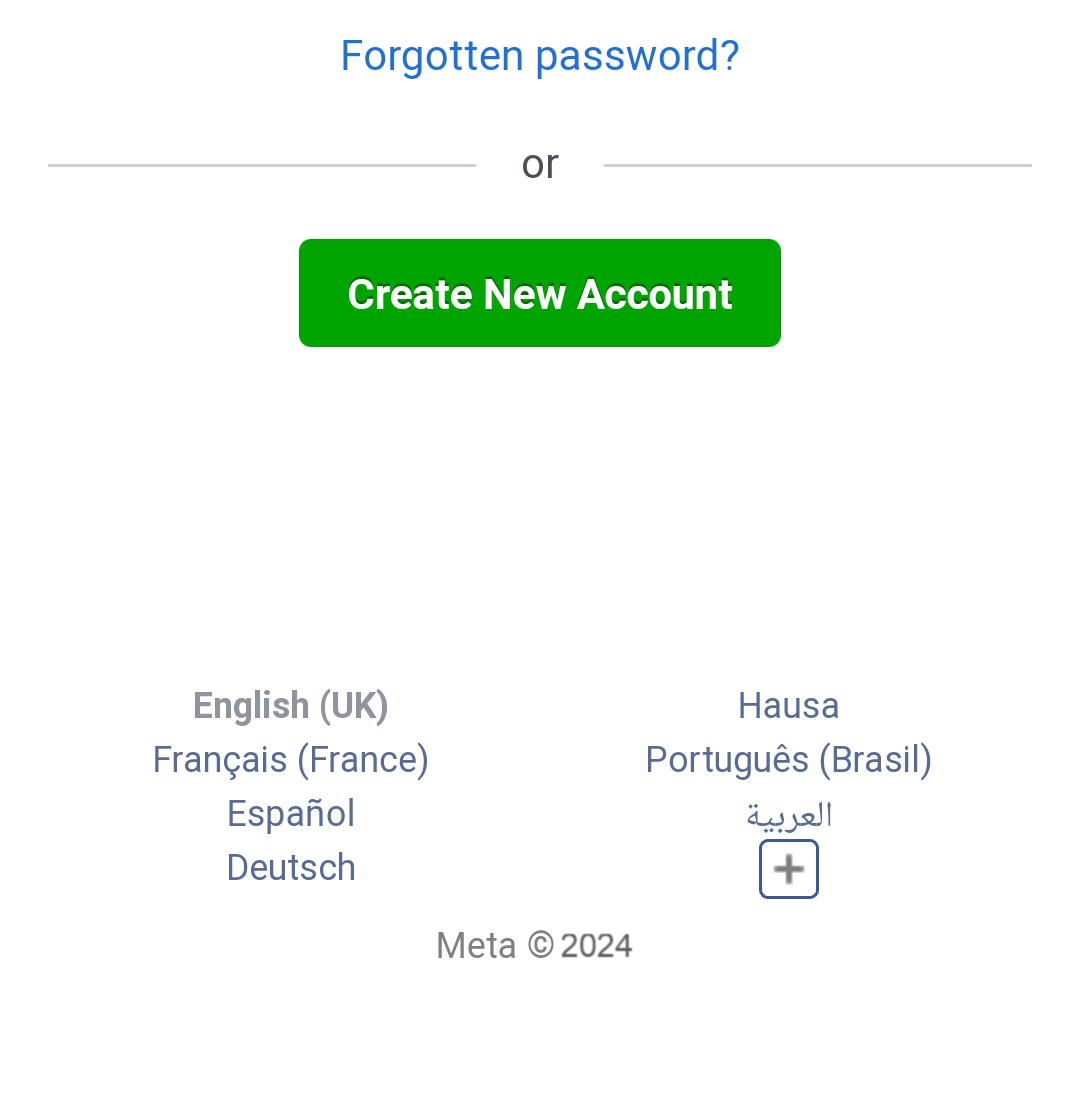 Forgotten password?
or
Create New Account
English (UK)
Hausa
Français (France)
Português (Brasil)
Español
العربية
Deutsch
+
Meta © 2024